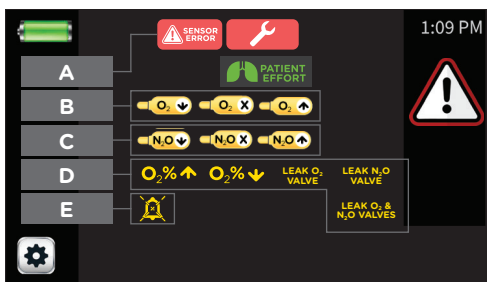 1:09 PM
SENSOR
ERROR
A
PATIENT
EFFORT
B
O₂ O₂ X O₂
C
N₂O N₂O X N₂O
D
O₂% O₂% LEAK O₂
VALVE
LEAK N₂O
VALVE
E
LEAK O₂ &
N₂O VALVES